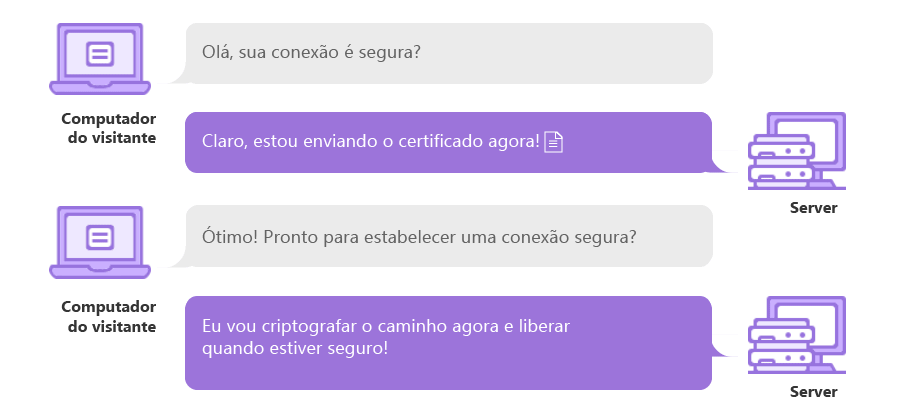 Olá, sua conexão é segura?
Computador
do visitante
Claro, estou enviando o certificado agora!
Server
Ótimo! Pronto para estabelecer uma conexão segura?
Computador
do visitante
Eu vou criptografar o caminho agora e liberar
quando estiver seguro!
Server